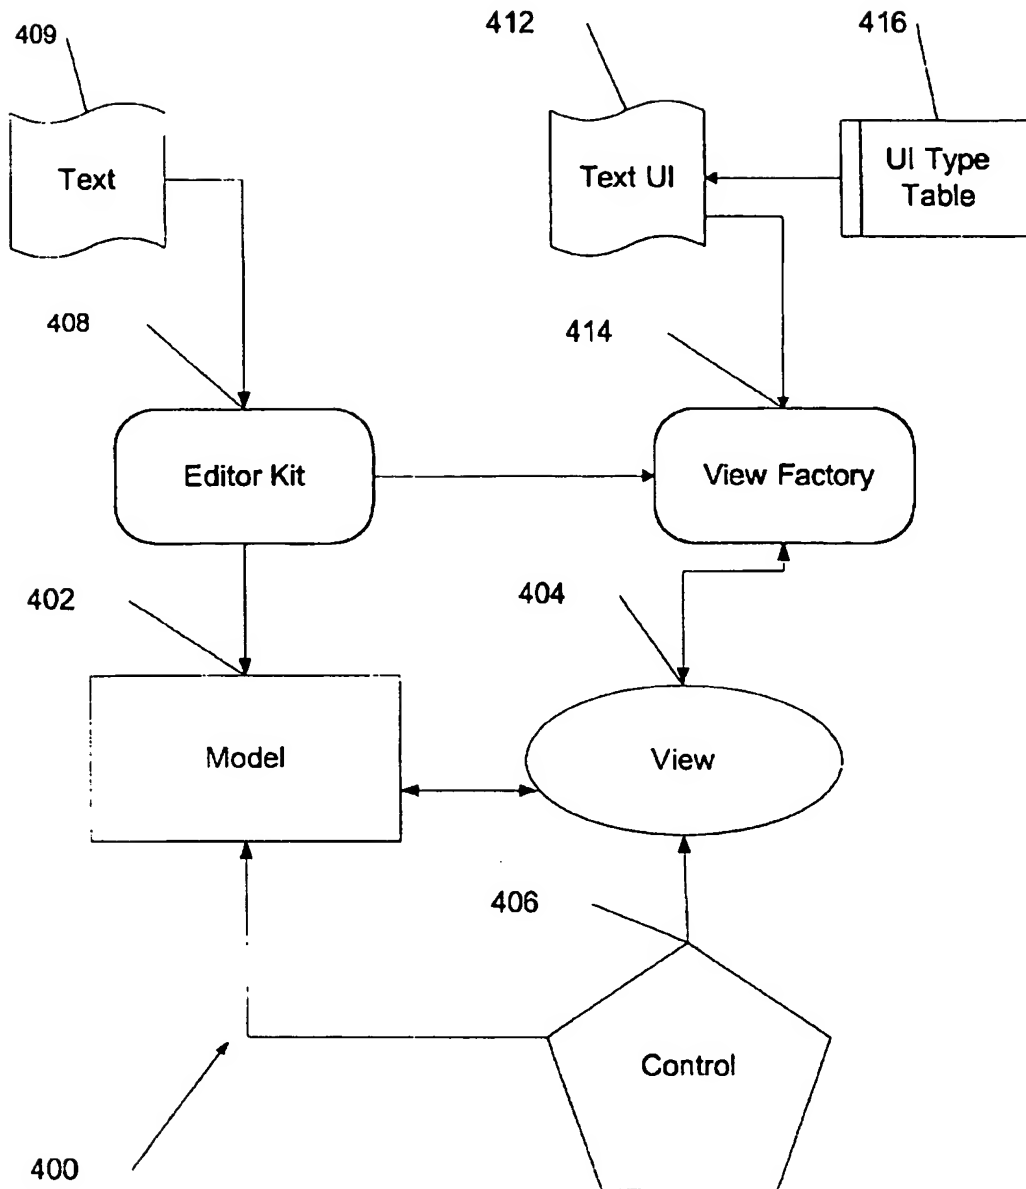 409
412
416
Text
Text UI
UI Type
Table
408
414
Editor Kit
View Factory
402
404
Model
View
406
Control
400